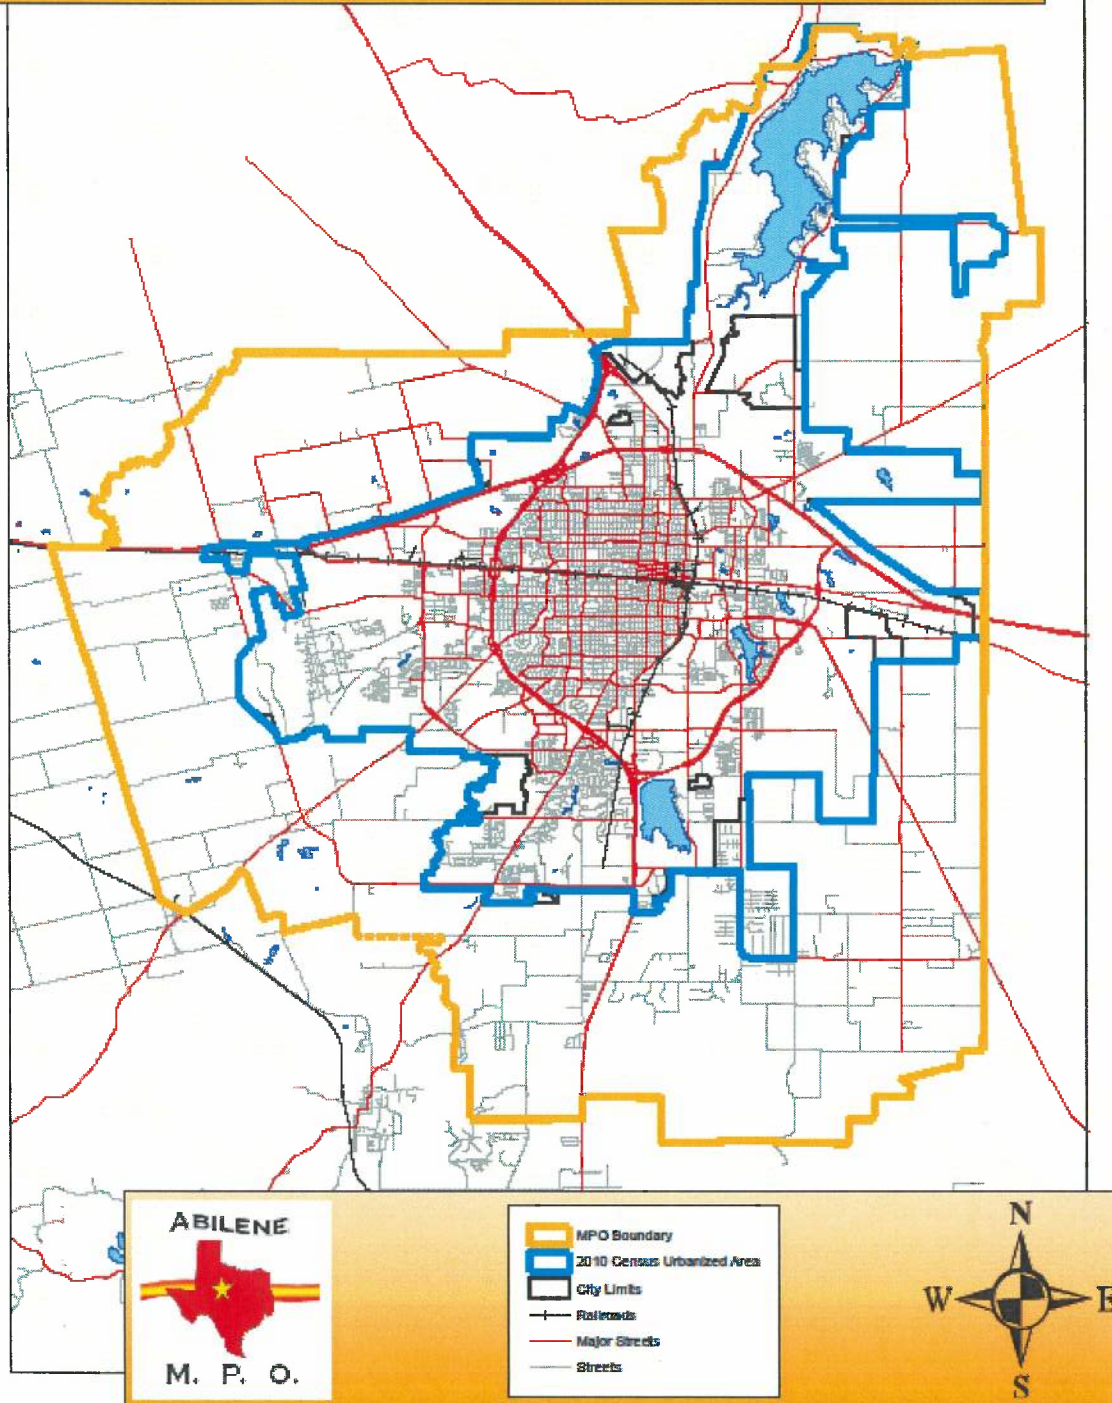 ABILENE
M. P. O.
MPO Boundary
2010 Census Urbanized Area
City Limits
Railroads
Major Streets
Streets
N
W
E
S